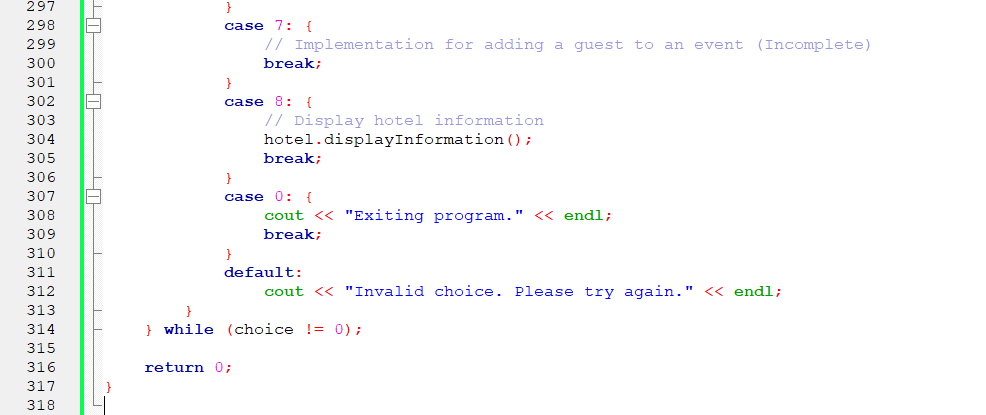 297 }
298 case 7: {
299 // Implementation for adding a guest to an event (Incomplete)
300 break;
301 }
302 case 8: {
303 // Display hotel information
304 hotel.displayInformation();
305 break;
306 }
307 case 0: {
308 cout << "Exiting program." << endl;
309 break;
310 }
311 default:
312 cout << "Invalid choice. Please try again." << endl;
313 }
314 } while (choice != 0);
315
316 return 0;
317 }
318